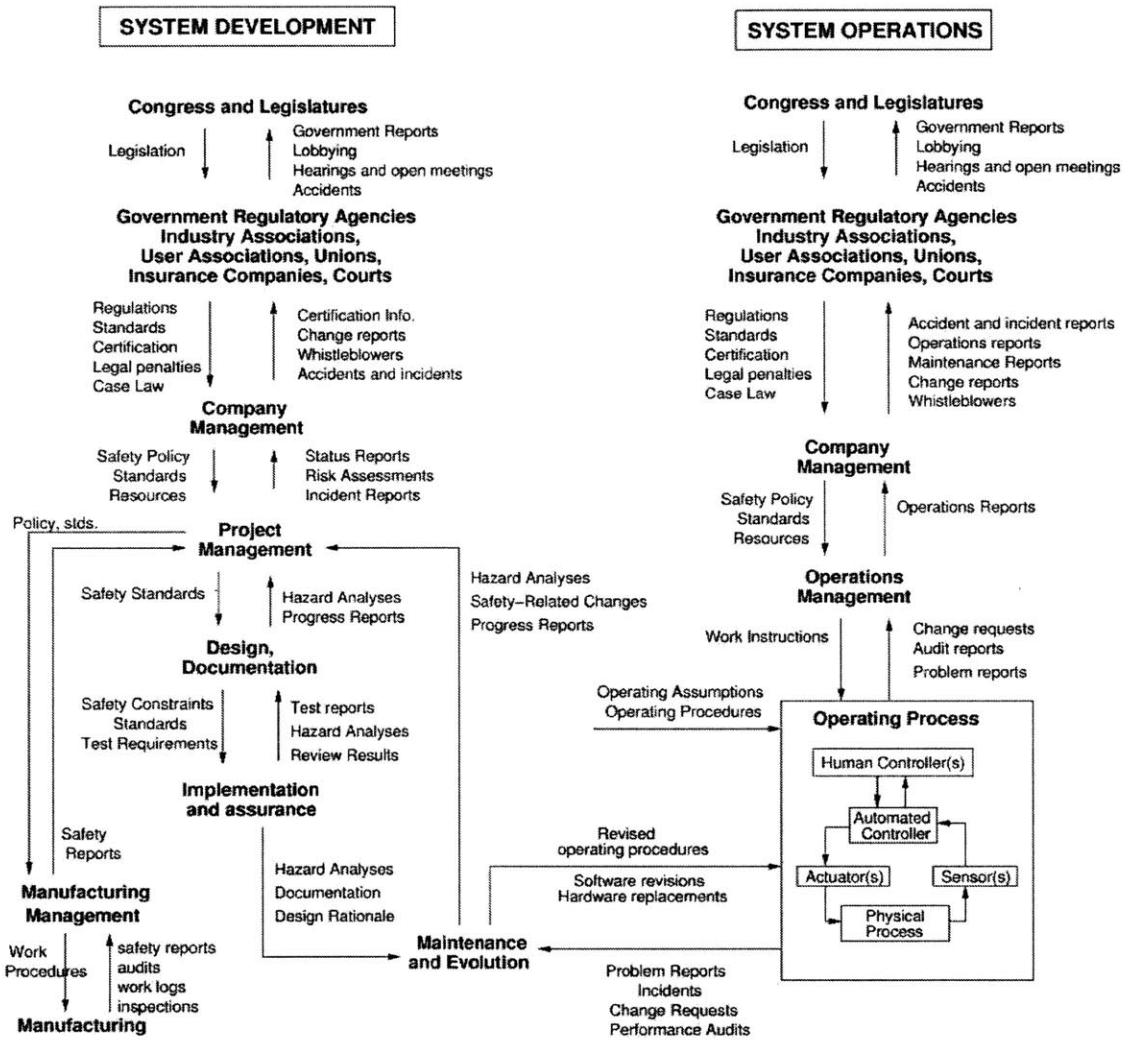 SYSTEM DEVELOPMENT
Congress and Legislatures
Legislation
Government Reports
Lobbying
Hearings and open meetings
Accidents
Government Regulatory Agencies
Industry Associations,
User Associations, Unions,
Insurance Companies, Courts
Regulations
Standards
Certification
Legal penalties
Case Law
Certification Info.
Change reports
Whistleblowers
Accidents and incidents
Company
Management
Safety Policy
Standards
Resources
Status Reports
Risk Assessments
Incident Reports
Policy, stds.
Project
Management
Safety Standards
Hazard Analyses
Progress Reports
Hazard Analyses
Safety-Related Changes
Progress Reports
Design,
Documentation
Safety Constraints
Standards
Test Requirements
Test reports
Hazard Analyses
Review Results
Implementation
and assurance
Safety
Reports
Hazard Analyses
Documentation
Design Rationale
Manufacturing
Management
Work
Procedures
safety reports
audits
work logs
inspections
Manufacturing
Maintenance
and Evolution
SYSTEM OPERATIONS
Congress and Legislatures
Legislation
Government Reports
Lobbying
Hearings and open meetings
Accidents
Government Regulatory Agencies
Industry Associations,
User Associations, Unions,
Insurance Companies, Courts
Regulations
Standards
Certification
Legal penalties
Case Law
Accident and incident reports
Operations reports
Maintenance Reports
Change reports
Whistleblowers
Company
Management
Safety Policy
Standards
Resources
Operations Reports
Operations
Management
Work Instructions
Change requests
Audit reports
Problem reports
Operating Assumptions
Operating Procedures
Operating Process
Human Controller(s)
Automated
Controller
Actuator(s)
Sensor(s)
Physical
Process
Revised
operating procedures
Software revisions
Hardware replacements
Problem Reports
Incidents
Change Requests
Performance Audits